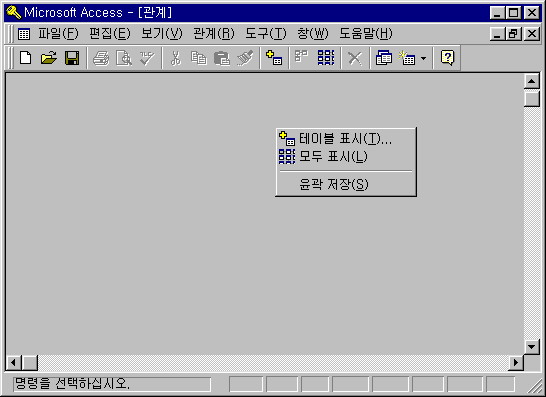 Microsoft Access - [관계]
파일(F) 편집(E) 보기(V) 관계(R) 도구(T) 창(W) 도움말(H)
테이블 표시(T)...
모두 표시(L)
윤곽 저장(S)
명령을 선택하십시오.